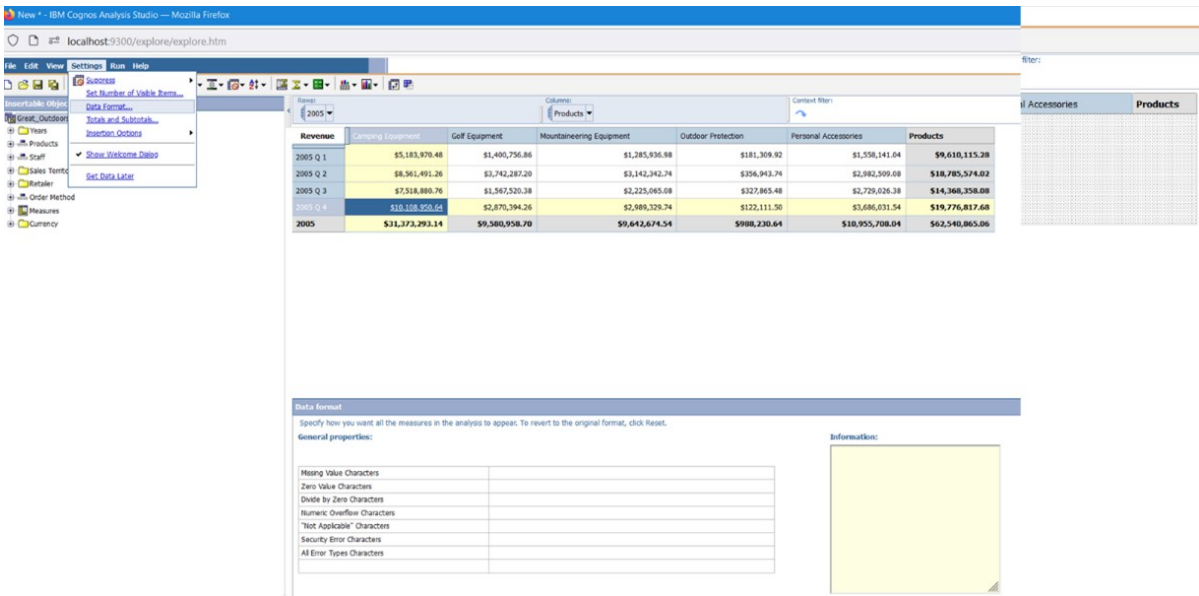 New * - IBM Cognos Analysis Studio — Mozilla Firefox
localhost:9300/explore/explore.htm
File Edit View Settings Run Help
Suppress
Set Number of Visible Items...
Data Format...
Totals and Subtotals...
Insertion Options
Show Welcome Dialog
Get Data Later
Insertable Objec
Great_Outdoors
Years
Products
Staff
Sales Territo
Retailer
Order Method
Measures
Currency
Rows: Columns: Context filter:
2005 Products
Revenue Camping Equipment Golf Equipment Mountaineering Equipment Outdoor Protection Personal Accessories Products
2005 Q 1 $5,183,970.48 $1,400,756.86 $1,285,936.98 $181,309.92 $1,558,141.04 $9,610,115.28
2005 Q 2 $8,561,491.26 $3,742,287.20 $3,142,342.74 $356,943.74 $2,982,509.08 $18,785,574.02
2005 Q 3 $7,518,880.76 $1,567,520.38 $2,225,065.08 $327,865.48 $2,729,026.38 $14,368,358.08
2005 Q 4 $10,108,950.64 $2,870,394.26 $2,989,329.74 $122,111.50 $3,686,031.54 $19,776,817.68
2005 $31,373,293.14 $9,580,958.70 $9,642,674.54 $988,230.64 $10,955,708.04 $62,540,865.06
filter:
l Accessories Products
Data format
Specify how you want all the measures in the analysis to appear. To revert to the original format, click Reset.
General properties: Information:
Missing Value Characters
Zero Value Characters
Divide by Zero Characters
Numeric Overflow Characters
"Not Applicable" Characters
Security Error Characters
All Error Types Characters